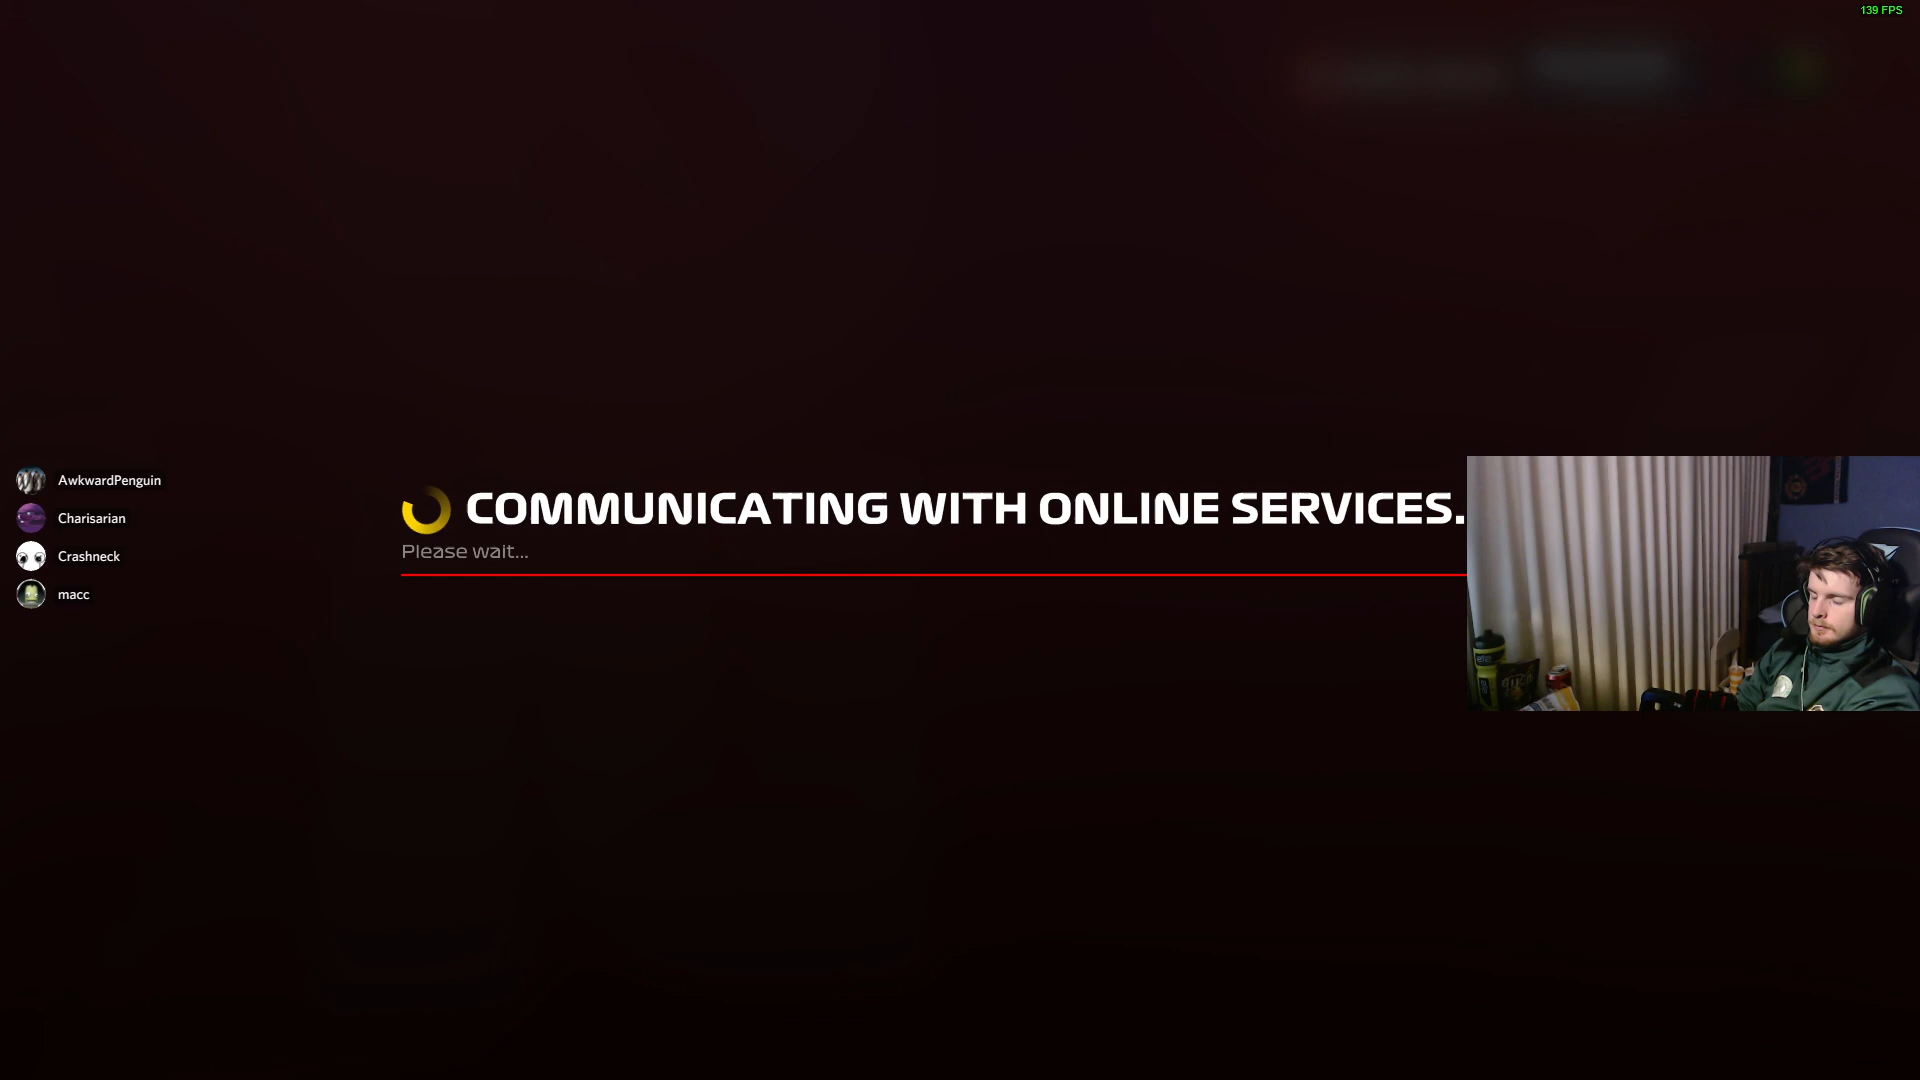 139 FPS
AwkwardPenguin
Charisarian
Crashneck
macc
COMMUNICATING WITH ONLINE SERVICES.
Please wait...